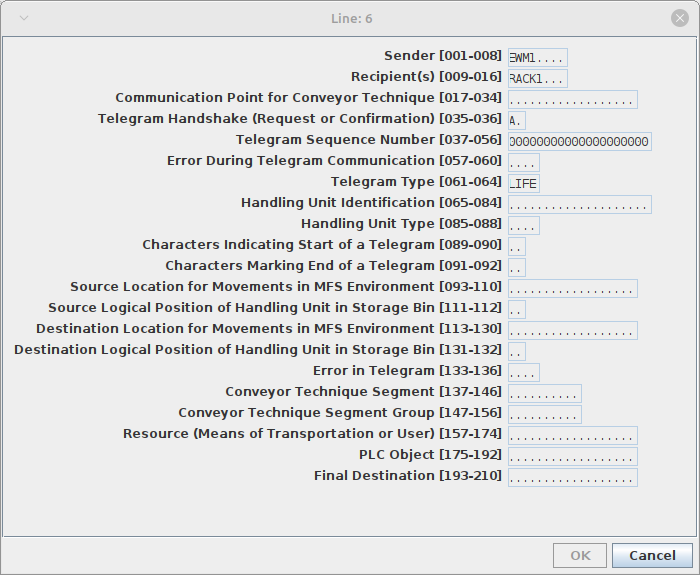 Line: 6
Sender [001-008] EWM1....
Recipient(s) [009-016] RACK1...
Communication Point for Conveyor Technique [017-034] ..................
Telegram Handshake (Request or Confirmation) [035-036] A.
Telegram Sequence Number [037-056] 00000000000000000000
Error During Telegram Communication [057-060] ....
Telegram Type [061-064] LIFE
Handling Unit Identification [065-084] ....................
Handling Unit Type [085-088] ....
Characters Indicating Start of a Telegram [089-090] ..
Characters Marking End of a Telegram [091-092] ..
Source Location for Movements in MFS Environment [093-110] ..................
Source Logical Position of Handling Unit in Storage Bin [111-112] ..
Destination Location for Movements in MFS Environment [113-130] ..................
Destination Logical Position of Handling Unit in Storage Bin [131-132] ..
Error in Telegram [133-136] ....
Conveyor Technique Segment [137-146] ..........
Conveyor Technique Segment Group [147-156] ..........
Resource (Means of Transportation or User) [157-174] ..................
PLC Object [175-192] ..................
Final Destination [193-210] ..................
OK Cancel